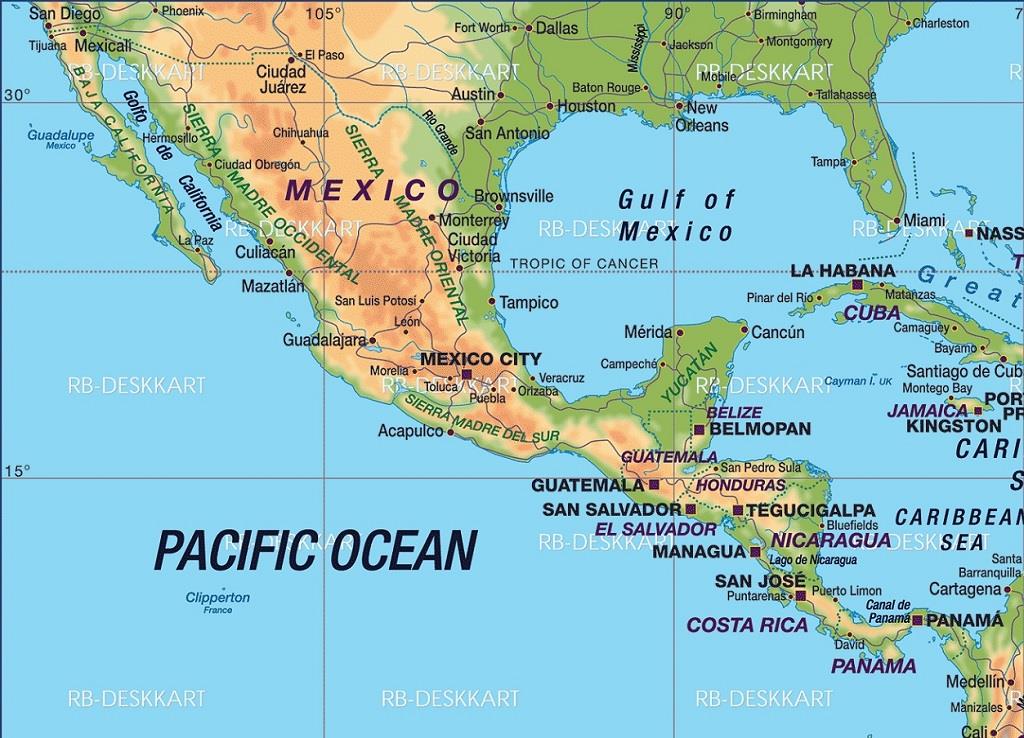 San Diego
Phoenix
105°
90°
7
Birmingham
Charleston
Tijuana
Mexicali
El Paso
Fort Worth
Dallas
Mississippi
Jackson
Montgomery
RB-DESKKART
RB-DESKKART
RB-DESKKART
R
Ciudad
Juárez
Mobile
Austin
Baton Rouge
Tallahassee
30°
Houston
New
Orleans
BAJA CALIFORNIA
Golfo
de
California
Guadalupe
Mexico
Hermosillo
SIERRA MADRE OCCIDENTAL
Chihuahua
SIERRA MADRE ORIENTAL
Rio Grande
San Antonio
Ciudad Obregón
Tampa
MEXICO
Brownsville
Gulf of
Mexico
Monterrey
Miami
RB-DESKKART
RB-DESKKART
RB-DESKKART
NASS
La Paz
Culiacán
Ciudad
Victoria
TROPIC OF CANCER
T
LA HABANA
Great
Mazatlán
San Luis Potosí
Tampico
Pinar del Rio
Matanzas
CUBA
León
Camagüey
Guadalajara
Mérida
Cancún
Bayamo
MEXICO CITY
Morelia
Toluca
Puebla
Orizaba
Veracruz
Campeche
YUCATÁN
Santiago de Cub
Cayman I. UK
Montego Bay
RB-DESKKART
RB-DESKKART
RB-DESKKART
R
SIERRA MADRE DEL SUR
BELIZE
JAMAICA
POR
PR
KINGSTON
Acapulco
BELMOPAN
CARI
GUATEMALA
San Pedro Sula
15°
GUATEMALA
HONDURAS
S
SAN SALVADOR
TEGUCIGALPA
EL SALVADOR
Bluefields
CARIBBEAN
SEA
NICARAGUA
PACIFIC OCEAN
RB-DESKKART
RB-DESKKART
RB-DESKKART
R
MANAGUA
Lago de Nicaragua
Santa
Barranquilla
SAN JOSÉ
Puerto Limon
Cartagena
Clipperton
France
Puntarenas
Canal de
Panamá
COSTA RICA
PANAMÁ
David
PANAMA
Medellín
RB-DESKKART
RB-DESKKART
RB-DESKKART
R
Manizales
Cali